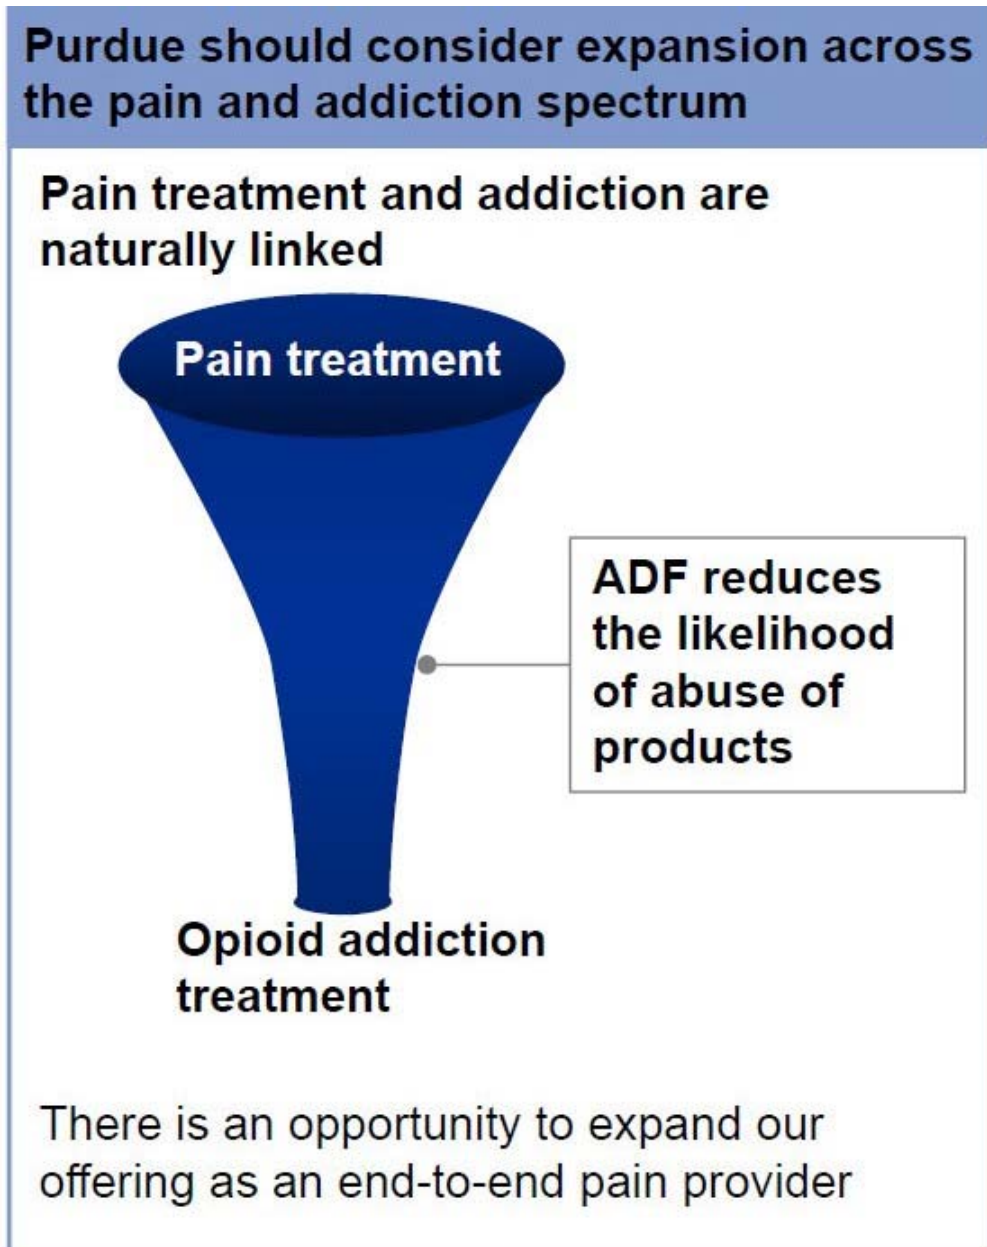 Purdue should consider expansion across
the pain and addiction spectrum
Pain treatment and addiction are
naturally linked
Pain treatment
ADF reduces
the likelihood
of abuse of
products
Opioid addiction
treatment
There is an opportunity to expand our
offering as an end-to-end pain provider